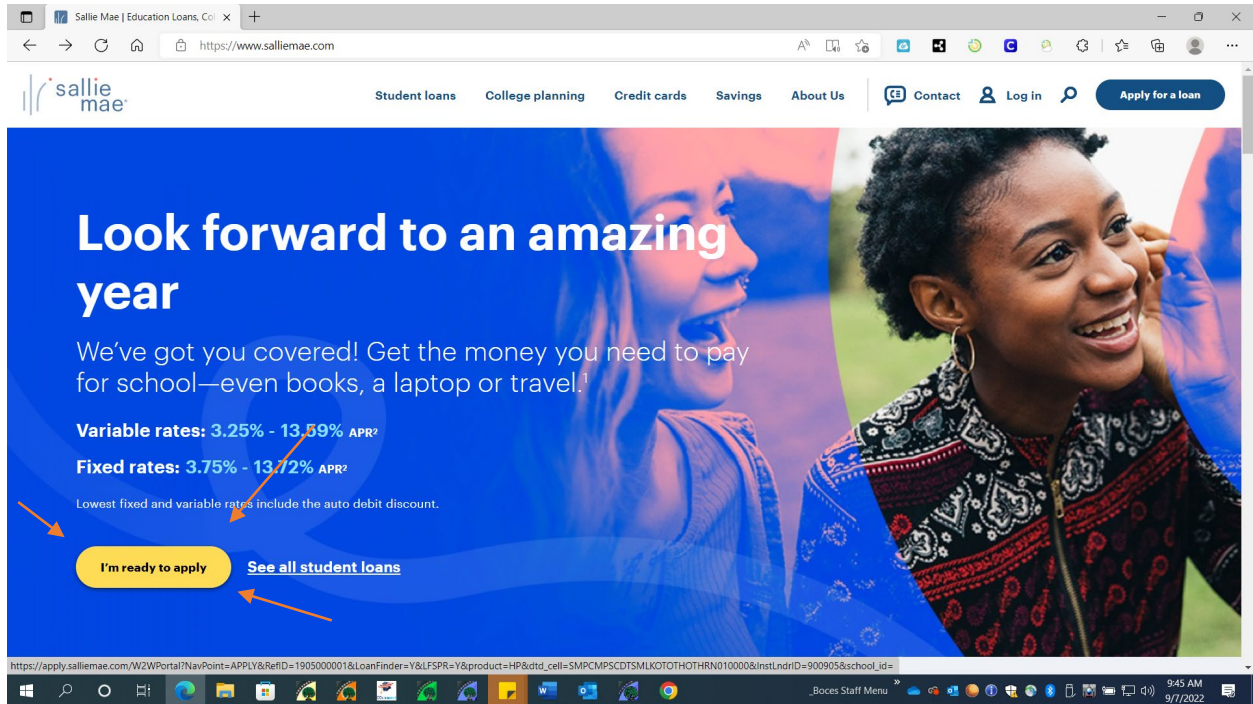 Sallie Mae | Education Loans, Col
https://www.salliemae.com
sallie
mae
Student loans
College planning
Credit cards
Savings
About Us
Contact
Log in
Apply for a loan
Look forward to an amazing
year
We've got you covered! Get the money you need to pay
for school—even books, a laptop or travel.¹
Variable rates: 3.25% - 13.59% APR²
Fixed rates: 3.75% - 13.72% APR²
Lowest fixed and variable rates include the auto debit discount.
I'm ready to apply
See all student loans
https://apply.salliemae.com/W2WPortal?NavPoint=APPLY&RefID=1905000001&LoanFinder=Y&LFSPR=Y&product=HP&dtd_cell=SMPCMPSCDTSMLKOTOTHOTHRN010000&InstLndrID=900905&school_id=
_Boces Staff Menu
9:45 AM
9/7/2022